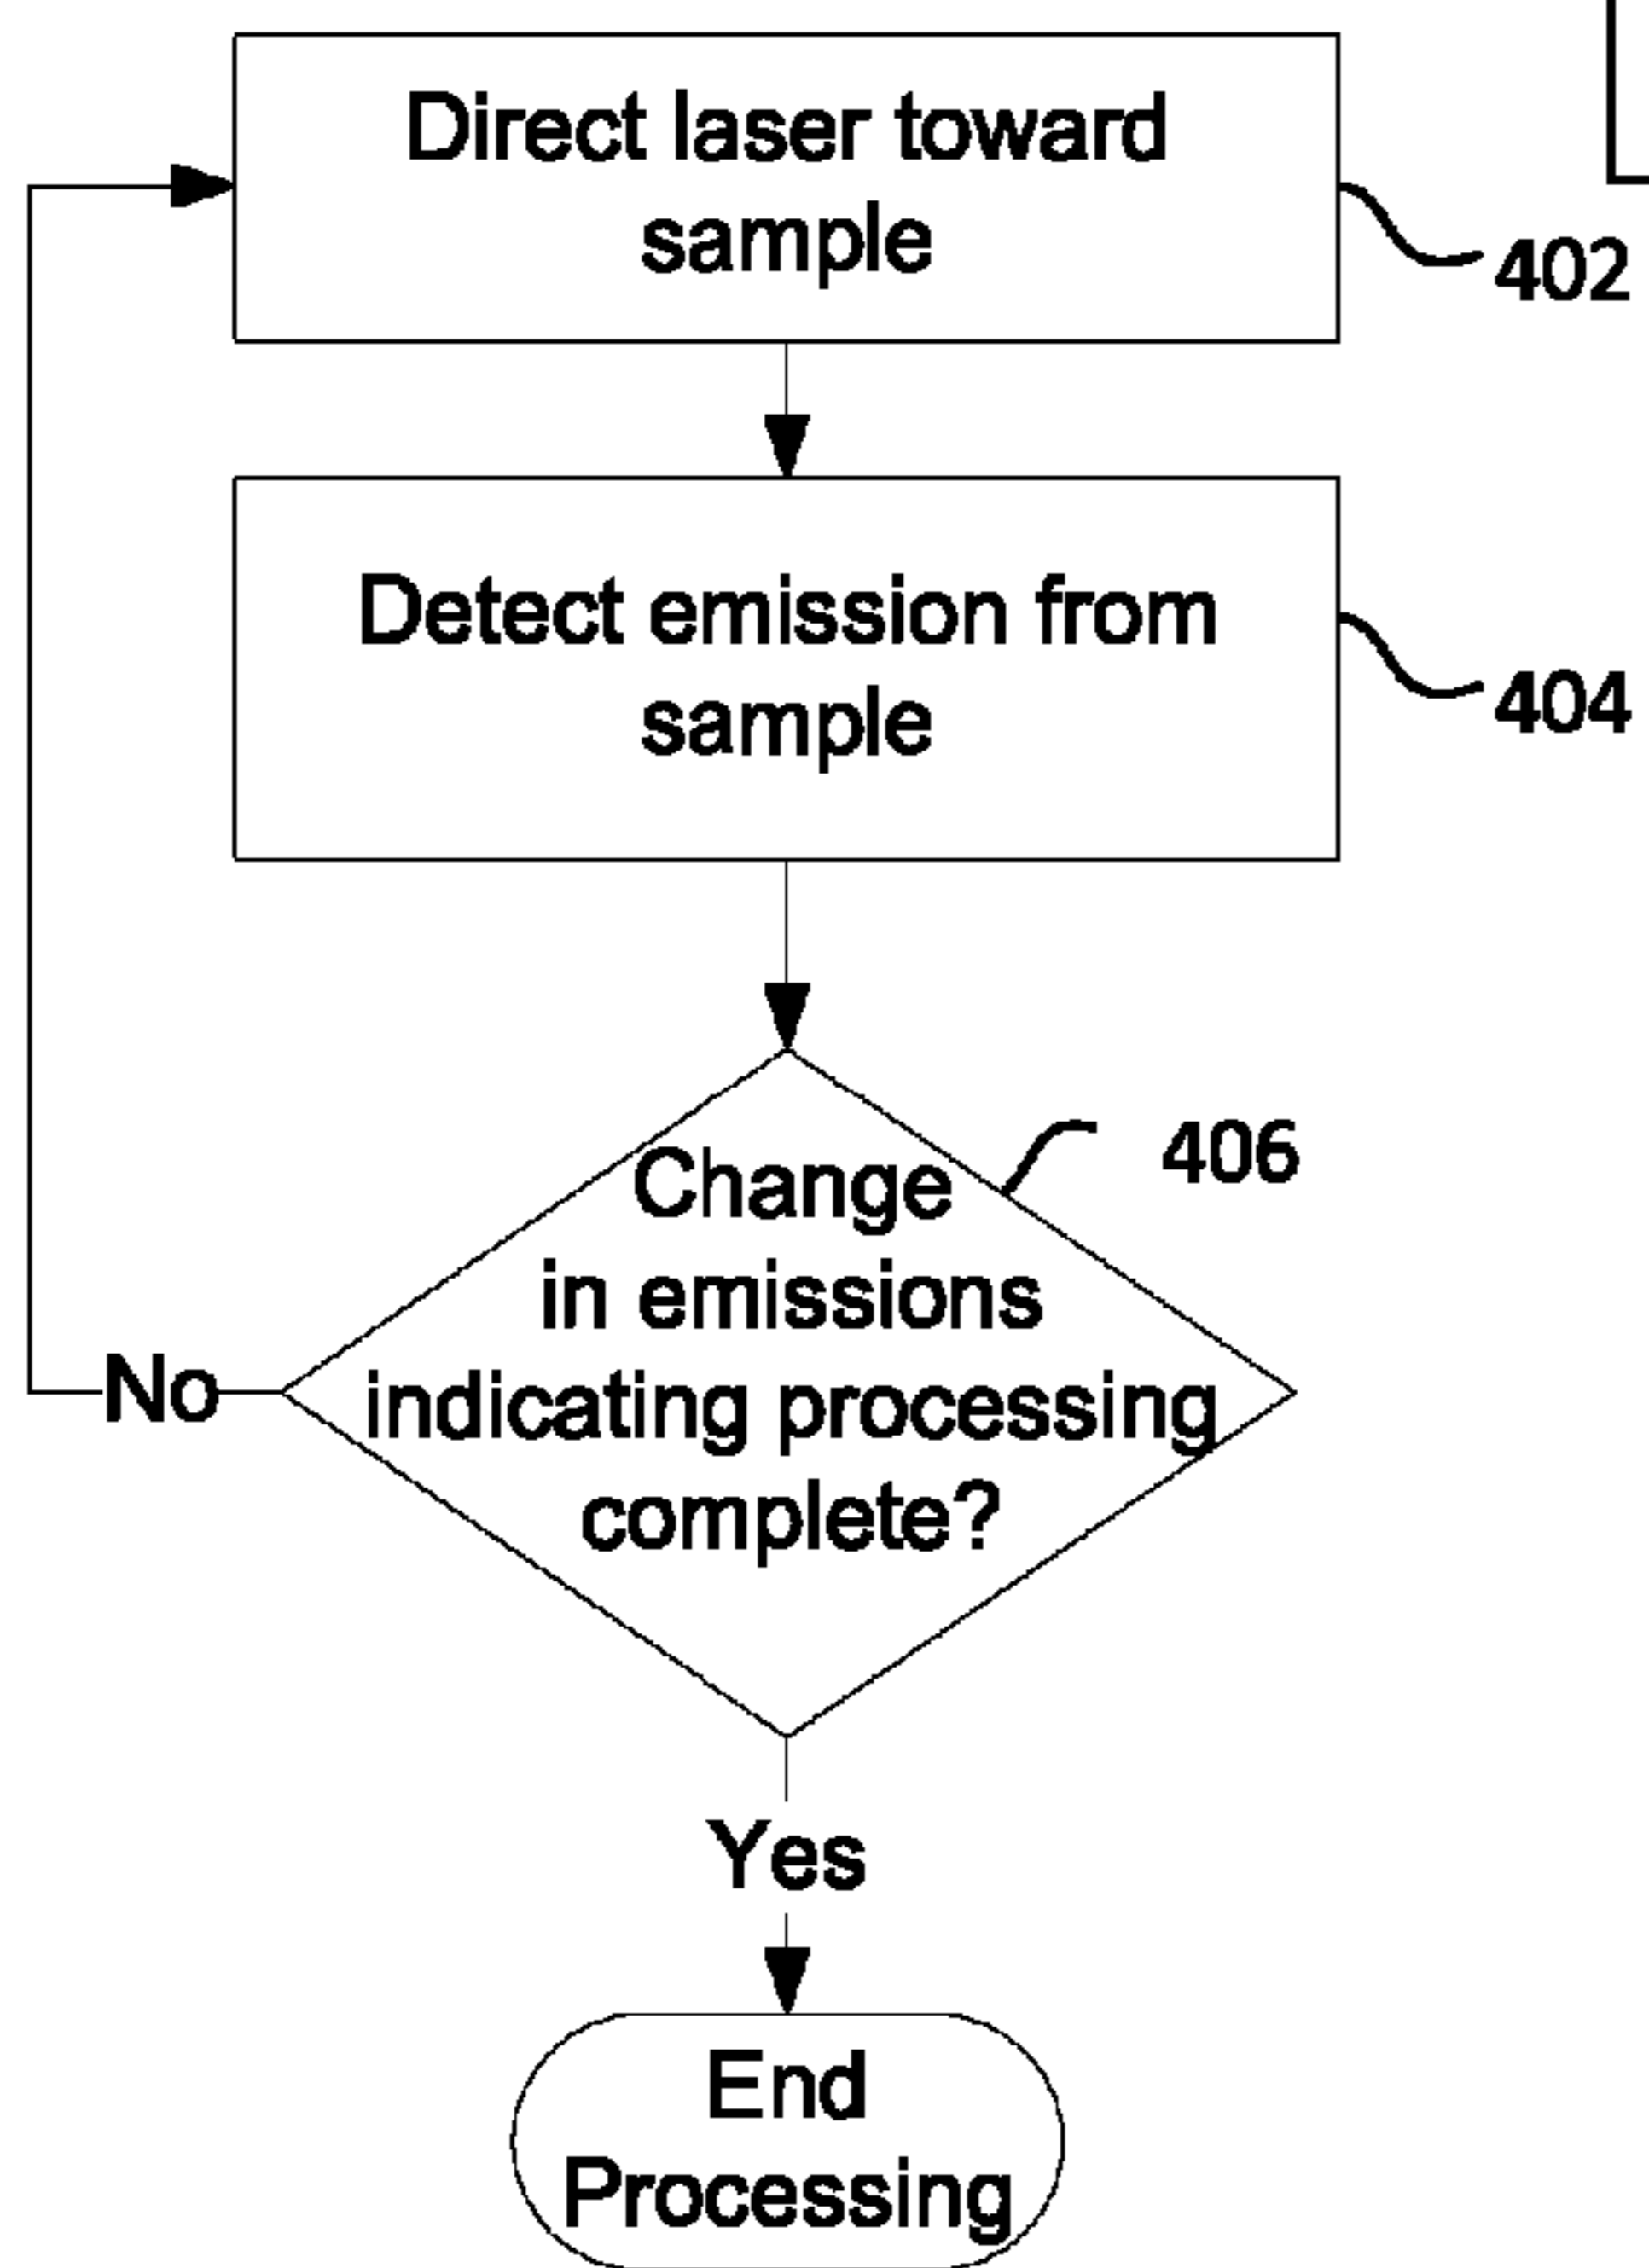 Direct laser toward
sample
402
Detect emission from
sample
404
Change
in emissions
indicating processing
complete?
406
No
Yes
End
Processing